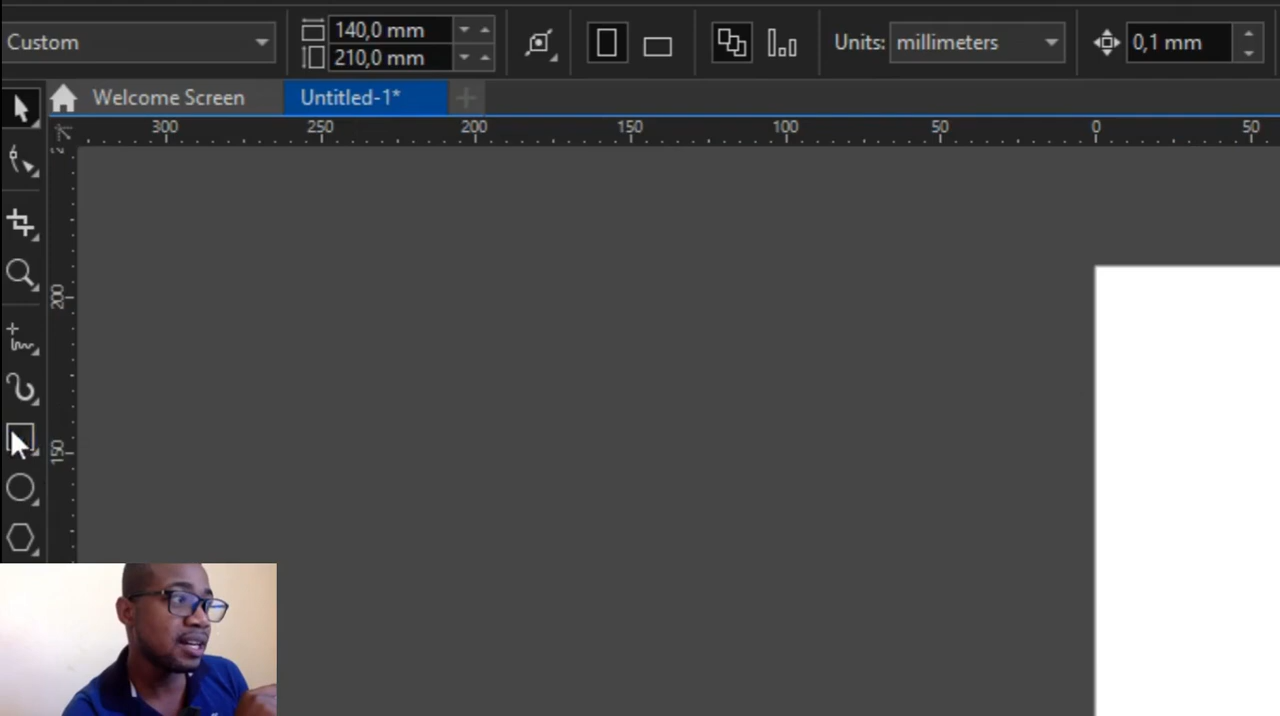 Custom
140,0 mm
210,0 mm
Units: millimeters
0,1 mm
Welcome Screen
Untitled-1*
300 250 200 150 100 50 0 50
200
150